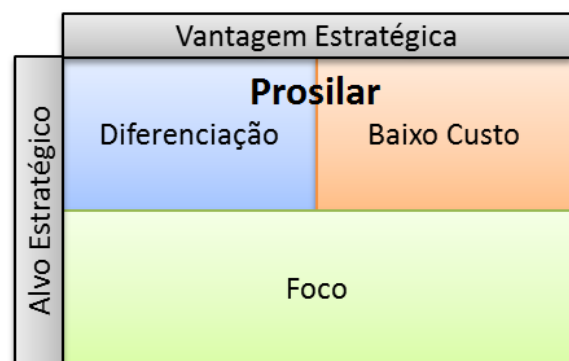 Vantagem Estratégica
Alvo Estratégico
Prosilar
Diferenciação
Baixo Custo
Foco